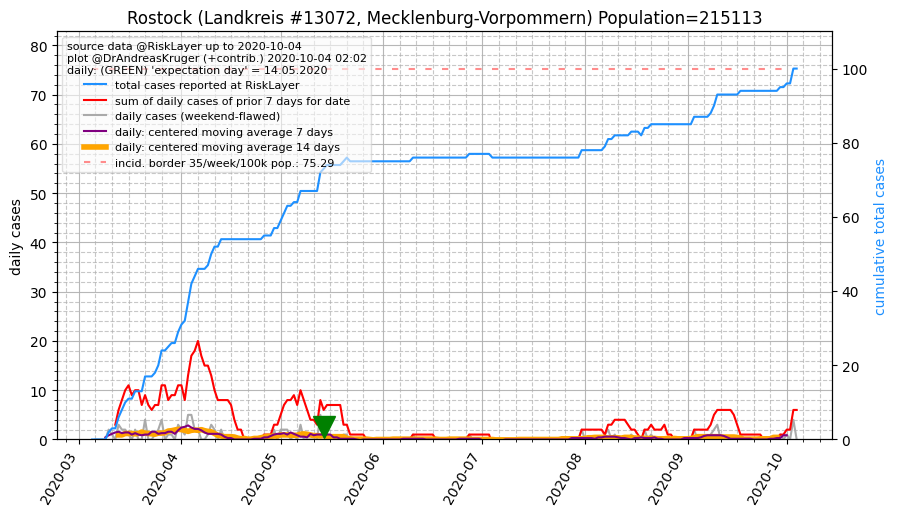 Rostock (Landkreis #13072, Mecklenburg-Vorpommern) Population=215113
source data @RiskLayer up to 2020-10-04
plot @DrAndreasKruger (+contrib.) 2020-10-04 02:02
daily: (GREEN) 'expectation day' = 14.05.2020
total cases reported at RiskLayer
sum of daily cases of prior 7 days for date
daily cases (weekend-flawed)
daily: centered moving average 7 days
daily: centered moving average 14 days
incid. border 35/week/100k pop.: 75.29
daily cases
80
70
60
50
40
30
20
10
0
cumulative total cases
100
80
60
40
20
0
2020-03
2020-04
2020-05
2020-06
2020-07
2020-08
2020-09
2020-10